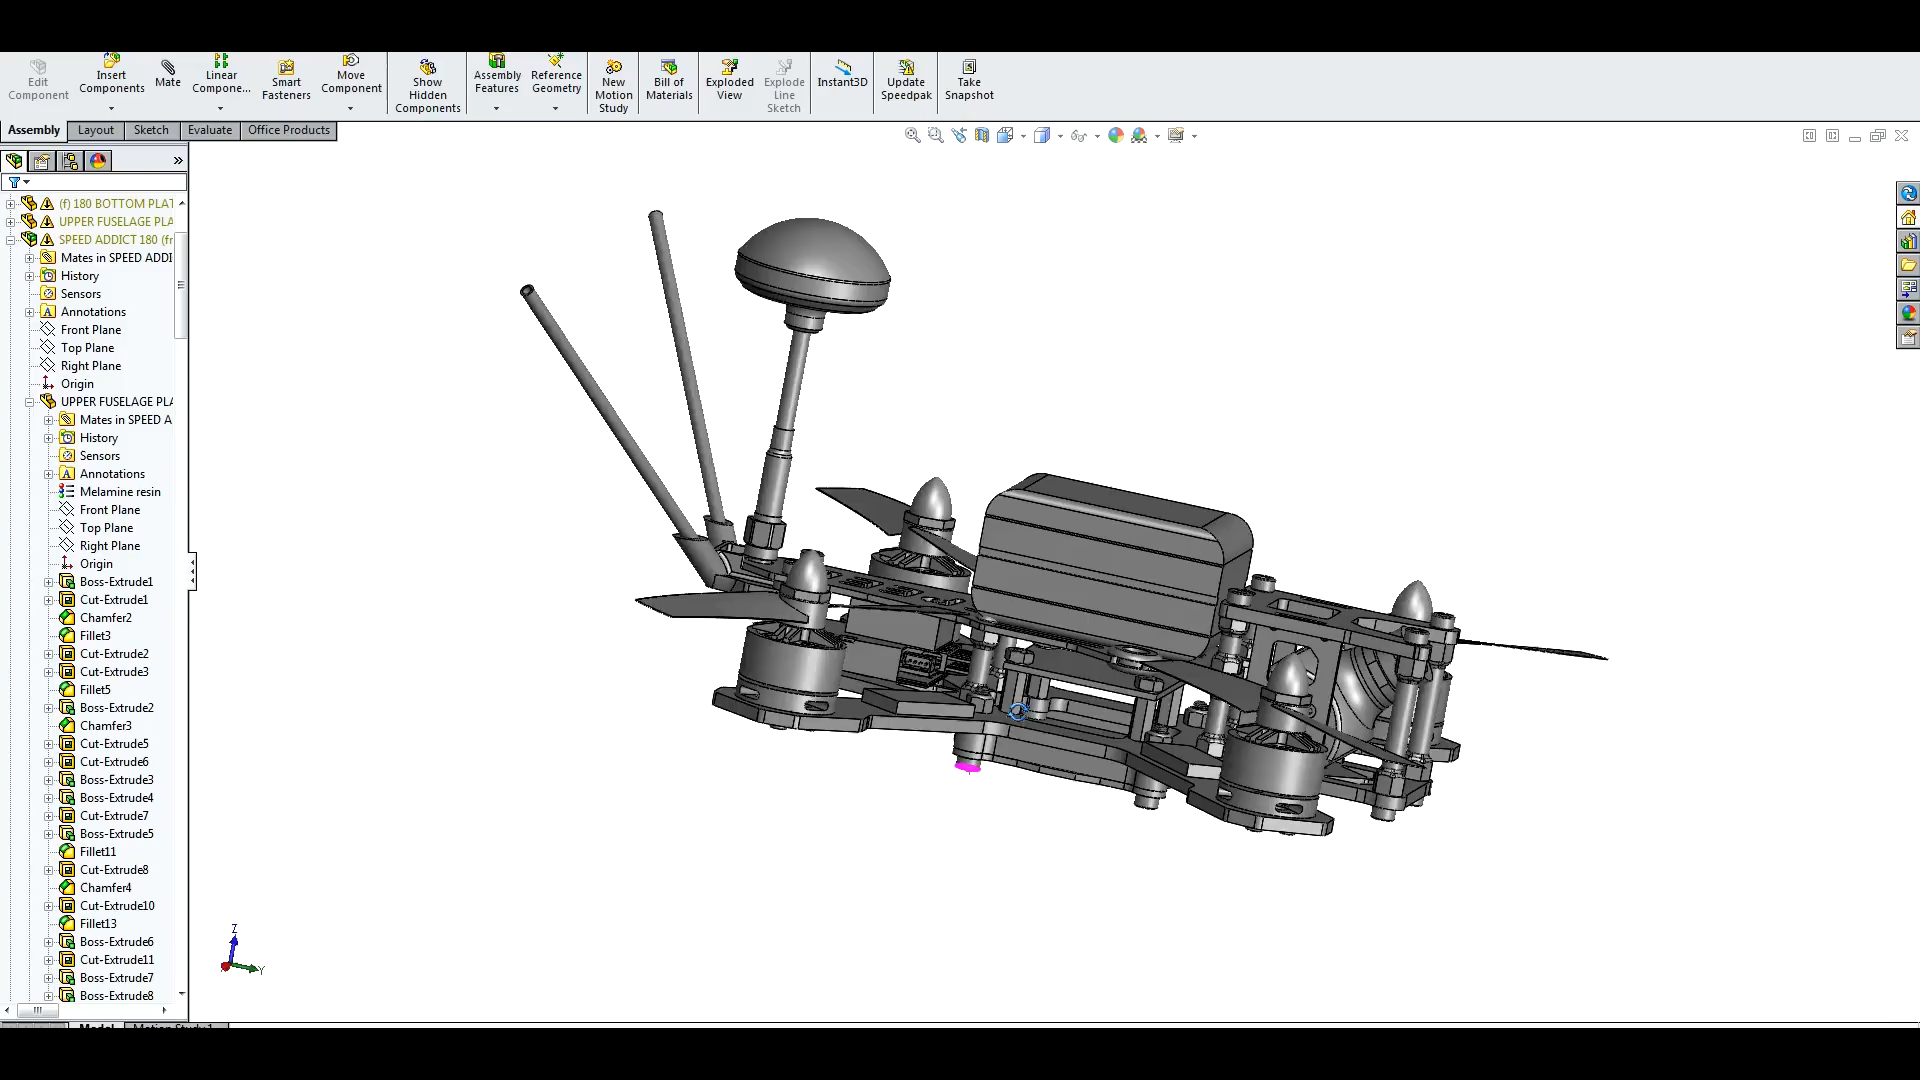 Edit Component
Insert Components
Mate
Linear Compone...
Smart Fasteners
Move Component
Show Hidden Components
Assembly Features
Reference Geometry
New Motion Study
Bill of Materials
Exploded View
Explode Line Sketch
Instant3D
Update Speedpak
Take Snapshot
Assembly
Layout
Sketch
Evaluate
Office Products
(f) 180 BOTTOM PLAT
UPPER FUSELAGE PLA
SPEED ADDICT 180 (fr
Mates in SPEED ADDI
History
Sensors
Annotations
Front Plane
Top Plane
Right Plane
Origin
UPPER FUSELAGE PLA
Mates in SPEED A
History
Sensors
Annotations
Melamine resin
Front Plane
Top Plane
Right Plane
Origin
Boss-Extrude1
Cut-Extrude1
Chamfer2
Fillet3
Cut-Extrude2
Cut-Extrude3
Fillet5
Boss-Extrude2
Chamfer3
Cut-Extrude5
Cut-Extrude6
Boss-Extrude3
Boss-Extrude4
Cut-Extrude7
Boss-Extrude5
Fillet11
Cut-Extrude8
Chamfer4
Cut-Extrude10
Fillet13
Boss-Extrude6
Cut-Extrude11
Boss-Extrude7
Boss-Extrude8
Z
Y
Model
Motion Study 1